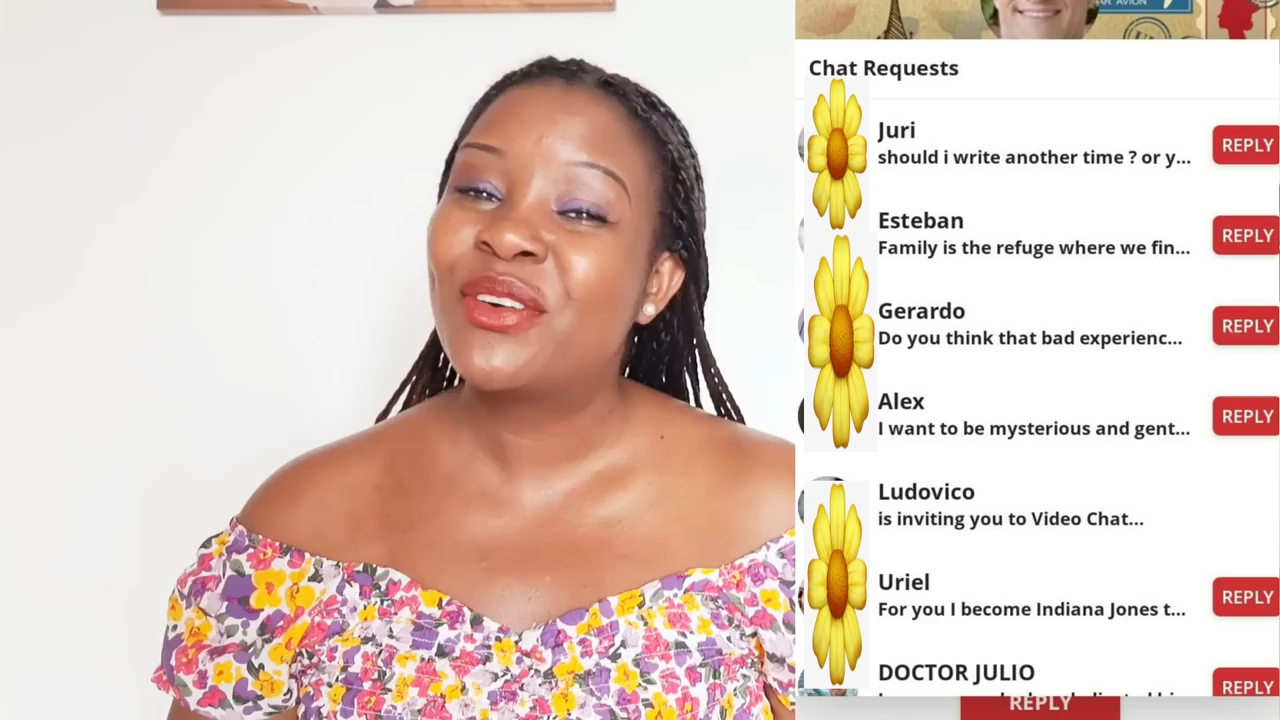 PAR AVION
Chat Requests
Juri
should i write another time ? or y...
REPLY
Esteban
Family is the refuge where we fin...
REPLY
Gerardo
Do you think that bad experienc...
REPLY
Alex
I want to be mysterious and gent...
REPLY
Ludovico
is inviting you to Video Chat...
Uriel
For you I become Indiana Jones t...
REPLY
DOCTOR JULIO
REPLY
REPLY